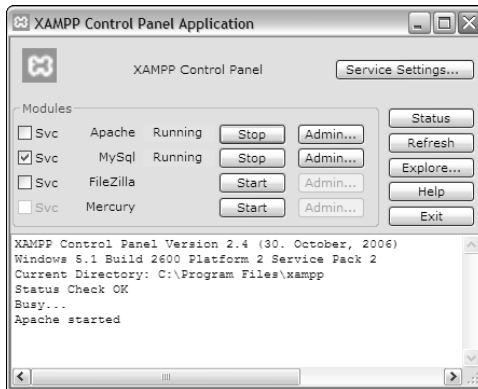 XAMPP Control Panel Application
XAMPP Control Panel
Service Settings...
Modules
Svc Apache Running Stop Admin...
Svc MySql Running Stop Admin...
Svc FileZilla Start Admin...
Svc Mercury Start Admin...
Status
Refresh
Explore...
Help
Exit
XAMPP Control Panel Version 2.4 (30. October, 2006)
Windows 5.1 Build 2600 Platform 2 Service Pack 2
Current Directory: C:\Program Files\xampp
Status Check OK
Busy...
Apache started